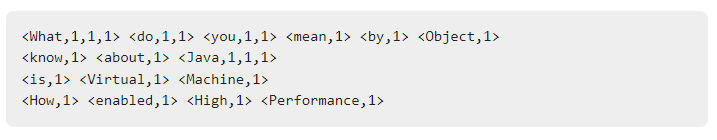 <What,1,1,1> <do,1,1> <you,1,1> <mean,1> <by,1> <Object,1>
<know,1> <about,1> <Java,1,1,1>
<is,1> <Virtual,1> <Machine,1>
<How,1> <enabled,1> <High,1> <Performance,1>